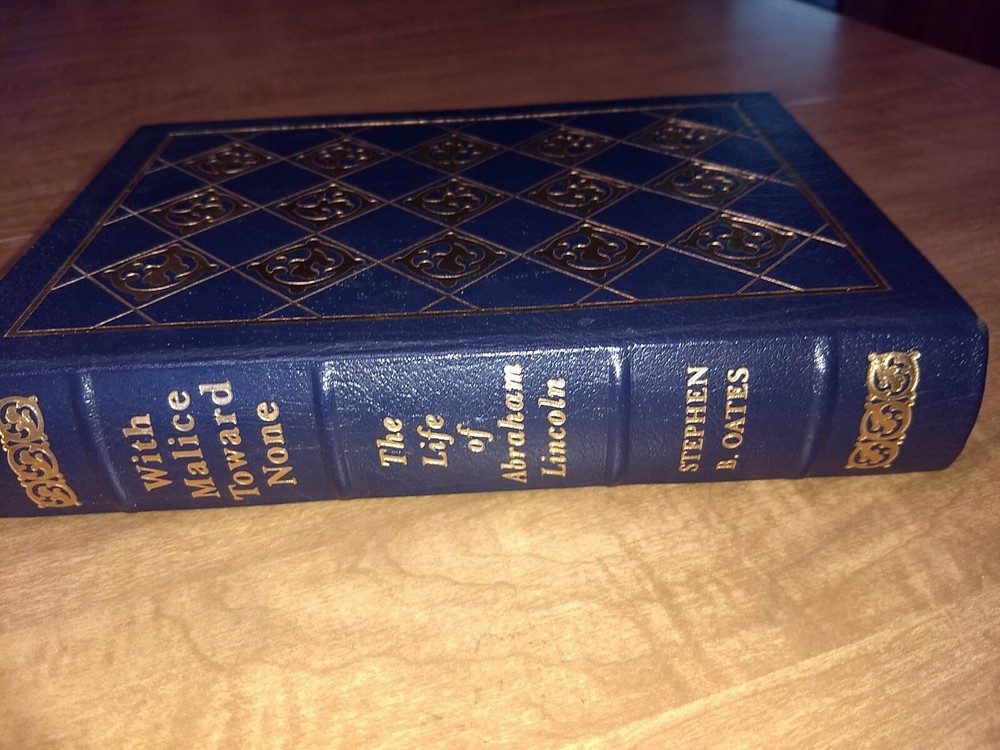 With
Malice
Toward
None
The
Life
of
Abraham
Lincoln
STEPHEN
B. OATES